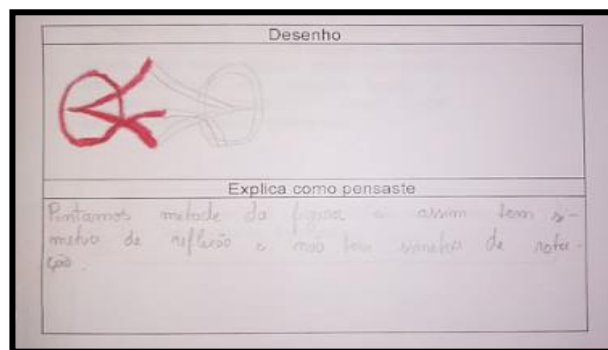 Desenho
Explica como pensaste
Pintamos metade da figura e assim tem si-
metria de reflexão e não tem simetria de rota-
ção.